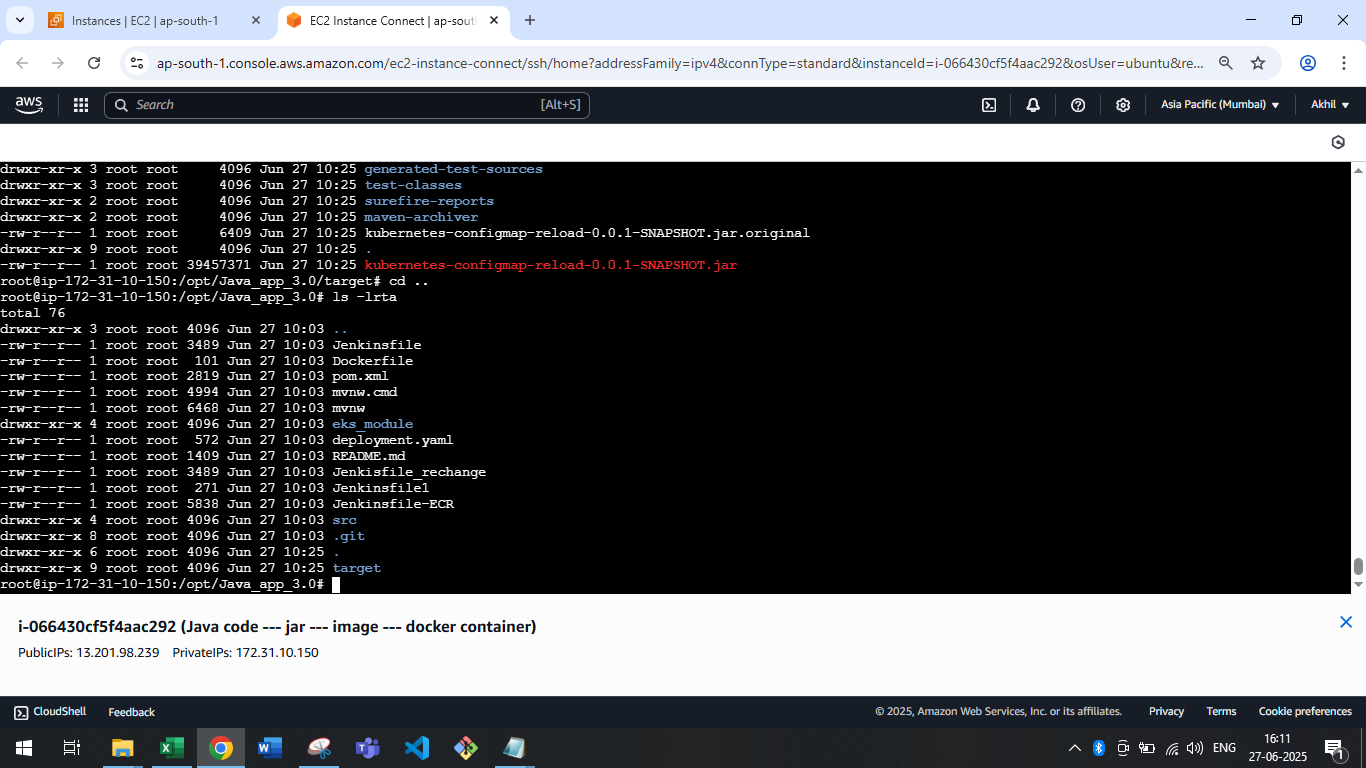 Instances | EC2 | ap-south-1
EC2 Instance Connect | ap-sout
ap-south-1.console.aws.amazon.com/ec2-instance-connect/ssh/home?addressFamily=ipv4&connType=standard&instanceId=i-066430cf5f4aac292&osUser=ubuntu&re...
aws Search [Alt+S] Asia Pacific (Mumbai) Akhil
drwxr-xr-x 3 root root     4096 Jun 27 10:25 generated-test-sources
drwxr-xr-x 3 root root     4096 Jun 27 10:25 test-classes
drwxr-xr-x 2 root root     4096 Jun 27 10:25 surefire-reports
drwxr-xr-x 2 root root     4096 Jun 27 10:25 maven-archiver
-rw-r--r-- 1 root root     6409 Jun 27 10:25 kubernetes-configmap-reload-0.0.1-SNAPSHOT.jar.original
drwxr-xr-x 9 root root     4096 Jun 27 10:25 .
-rw-r--r-- 1 root root 39457371 Jun 27 10:25 kubernetes-configmap-reload-0.0.1-SNAPSHOT.jar
root@ip-172-31-10-150:/opt/Java_app_3.0/target# cd ..
root@ip-172-31-10-150:/opt/Java_app_3.0# ls -lrta
total 76
drwxr-xr-x 3 root root 4096 Jun 27 10:03 ..
-rw-r--r-- 1 root root 3489 Jun 27 10:03 Jenkinsfile
-rw-r--r-- 1 root root  101 Jun 27 10:03 Dockerfile
-rw-r--r-- 1 root root 2819 Jun 27 10:03 pom.xml
-rw-r--r-- 1 root root 4994 Jun 27 10:03 mvnw.cmd
-rw-r--r-- 1 root root 6468 Jun 27 10:03 mvnw
drwxr-xr-x 4 root root 4096 Jun 27 10:03 eks_module
-rw-r--r-- 1 root root  572 Jun 27 10:03 deployment.yaml
-rw-r--r-- 1 root root 1409 Jun 27 10:03 README.md
-rw-r--r-- 1 root root 3489 Jun 27 10:03 Jenkisfile_rechange
-rw-r--r-- 1 root root  271 Jun 27 10:03 Jenkinsfile1
-rw-r--r-- 1 root root 5838 Jun 27 10:03 Jenkinsfile-ECR
drwxr-xr-x 4 root root 4096 Jun 27 10:03 src
drwxr-xr-x 8 root root 4096 Jun 27 10:03 .git
drwxr-xr-x 6 root root 4096 Jun 27 10:25 .
drwxr-xr-x 9 root root 4096 Jun 27 10:25 target
root@ip-172-31-10-150:/opt/Java_app_3.0#
i-066430cf5f4aac292 (Java code --- jar --- image --- docker container)
PublicIPs: 13.201.98.239 PrivateIPs: 172.31.10.150
CloudShell Feedback © 2025, Amazon Web Services, Inc. or its affiliates. Privacy Terms Cookie preferences
ENG 16:11
27-06-2025
1